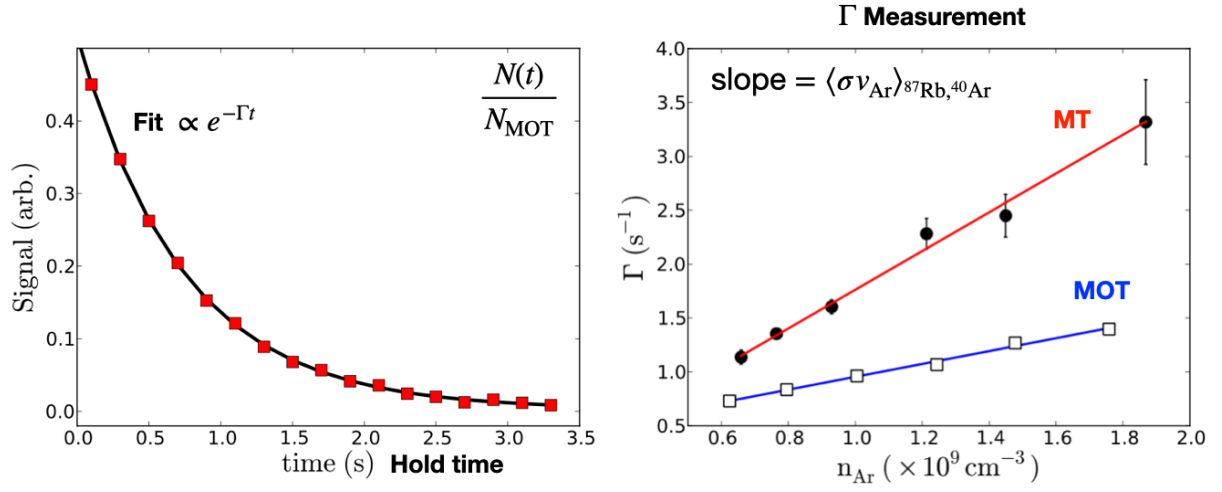 Γ Measurement
N(t)
N_MOT
Fit ∝ e^{−Γt}
Signal (arb.)
0.4
0.3
0.2
0.1
0.0
0.0 0.5 1.0 1.5 2.0 2.5 3.0 3.5
time (s) Hold time
slope = ⟨σv_Ar⟩_{87Rb,40Ar}
MT
MOT
Γ (s⁻¹)
4.0
3.5
3.0
2.5
2.0
1.5
1.0
0.5
0.6 0.8 1.0 1.2 1.4 1.6 1.8 2.0
n_Ar (×10⁹ cm⁻³)